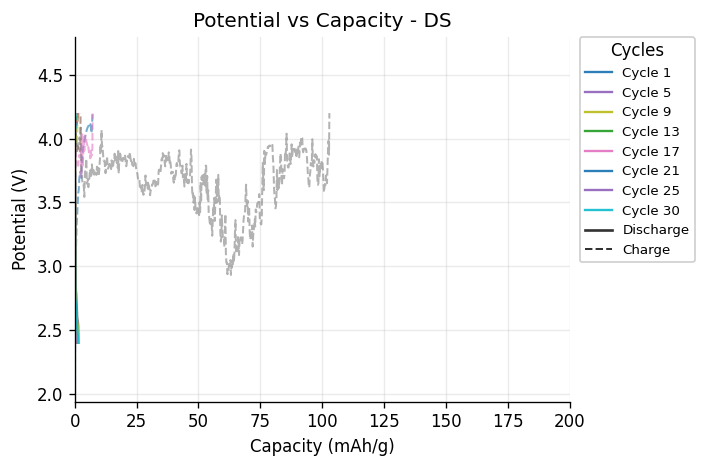 Potential vs Capacity - DS
Cycles
Cycle 1
Cycle 5
Cycle 9
Cycle 13
Cycle 17
Cycle 21
Cycle 25
Cycle 30
Discharge
Charge
Potential (V)
4.5
4.0
3.5
3.0
2.5
2.0
0 25 50 75 100 125 150 175 200
Capacity (mAh/g)